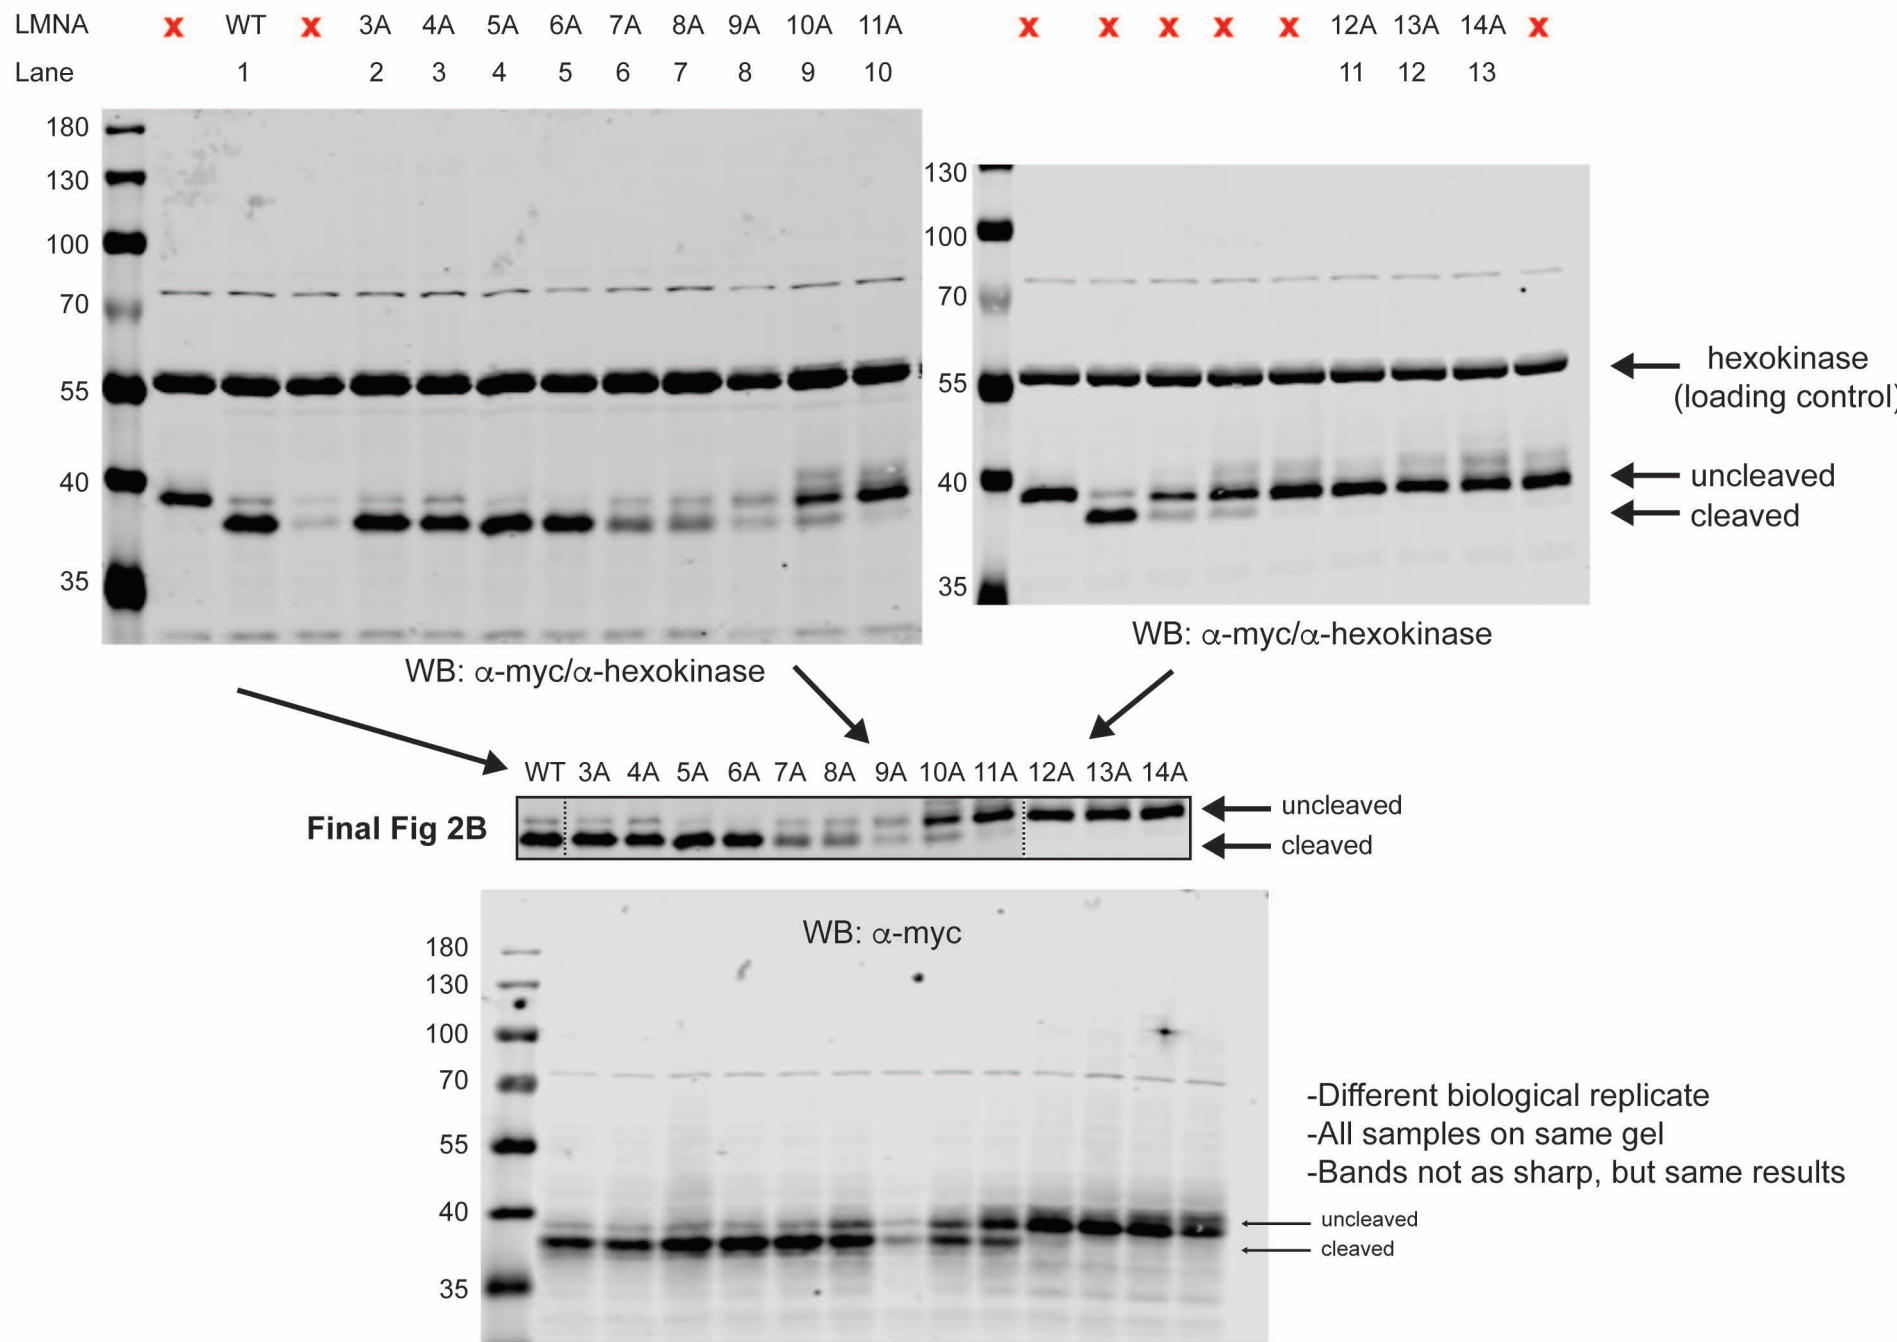 LMNA X WT X 3A 4A 5A 6A 7A 8A 9A 10A 11A X X X X X 12A 13A 14A X
Lane 1 2 3 4 5 6 7 8 9 10 11 12 13
180
130
100
70
55
40
35
130
100
70
55
40
35
hexokinase
(loading control)
uncleaved
cleaved
WB: α-myc/α-hexokinase
WB: α-myc/α-hexokinase
WT 3A 4A 5A 6A 7A 8A 9A 10A 11A 12A 13A 14A
Final Fig 2B
uncleaved
cleaved
WB: α-myc
180
130
100
70
55
40
35
-Different biological replicate
-All samples on same gel
-Bands not as sharp, but same results
uncleaved
cleaved